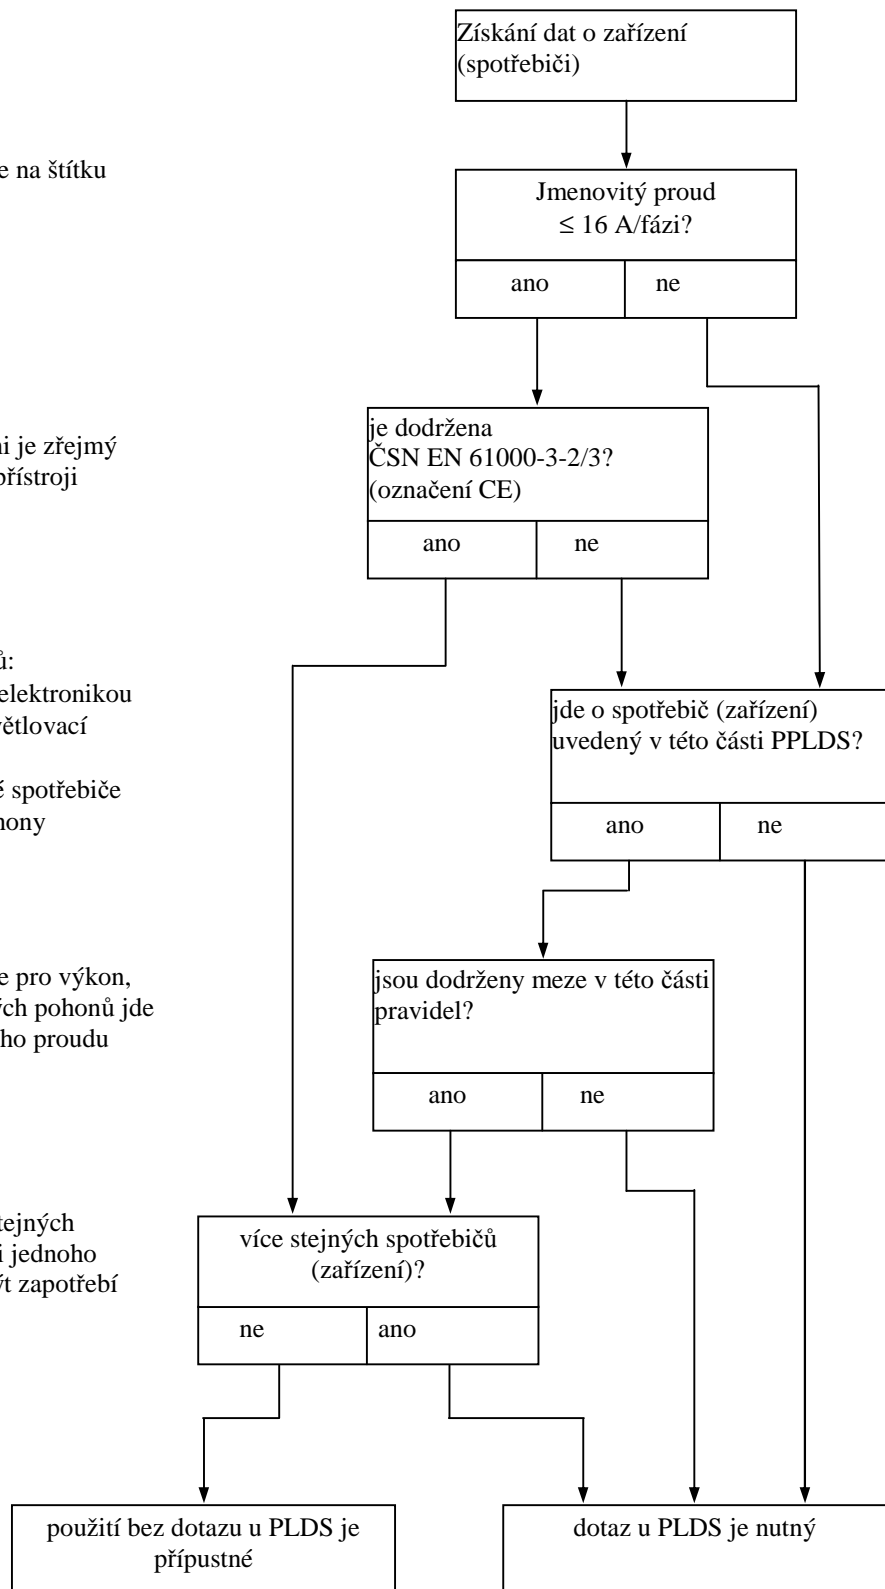 Získání dat o zařízení
(spotřebiči)
e na štítku
Jmenovitý proud
≤ 16 A/fázi?
ano
ne
ni je zřejmý
přístroji
je dodržena
ČSN EN 61000-3-2/3?
(označení CE)
ano
ne
ů:
elektronikou
větlovací
é spotřebiče
hony
jde o spotřebič (zařízení)
uvedený v této části PPLDS?
ano
ne
e pro výkon,
ých pohonů jde
ho proudu
jsou dodrženy meze v této části
pravidel?
ano
ne
tejných
i jednoho
ýt zapotřebí
více stejných spotřebičů
(zařízení)?
ne
ano
použití bez dotazu u PLDS je
přípustné
dotaz u PLDS je nutný